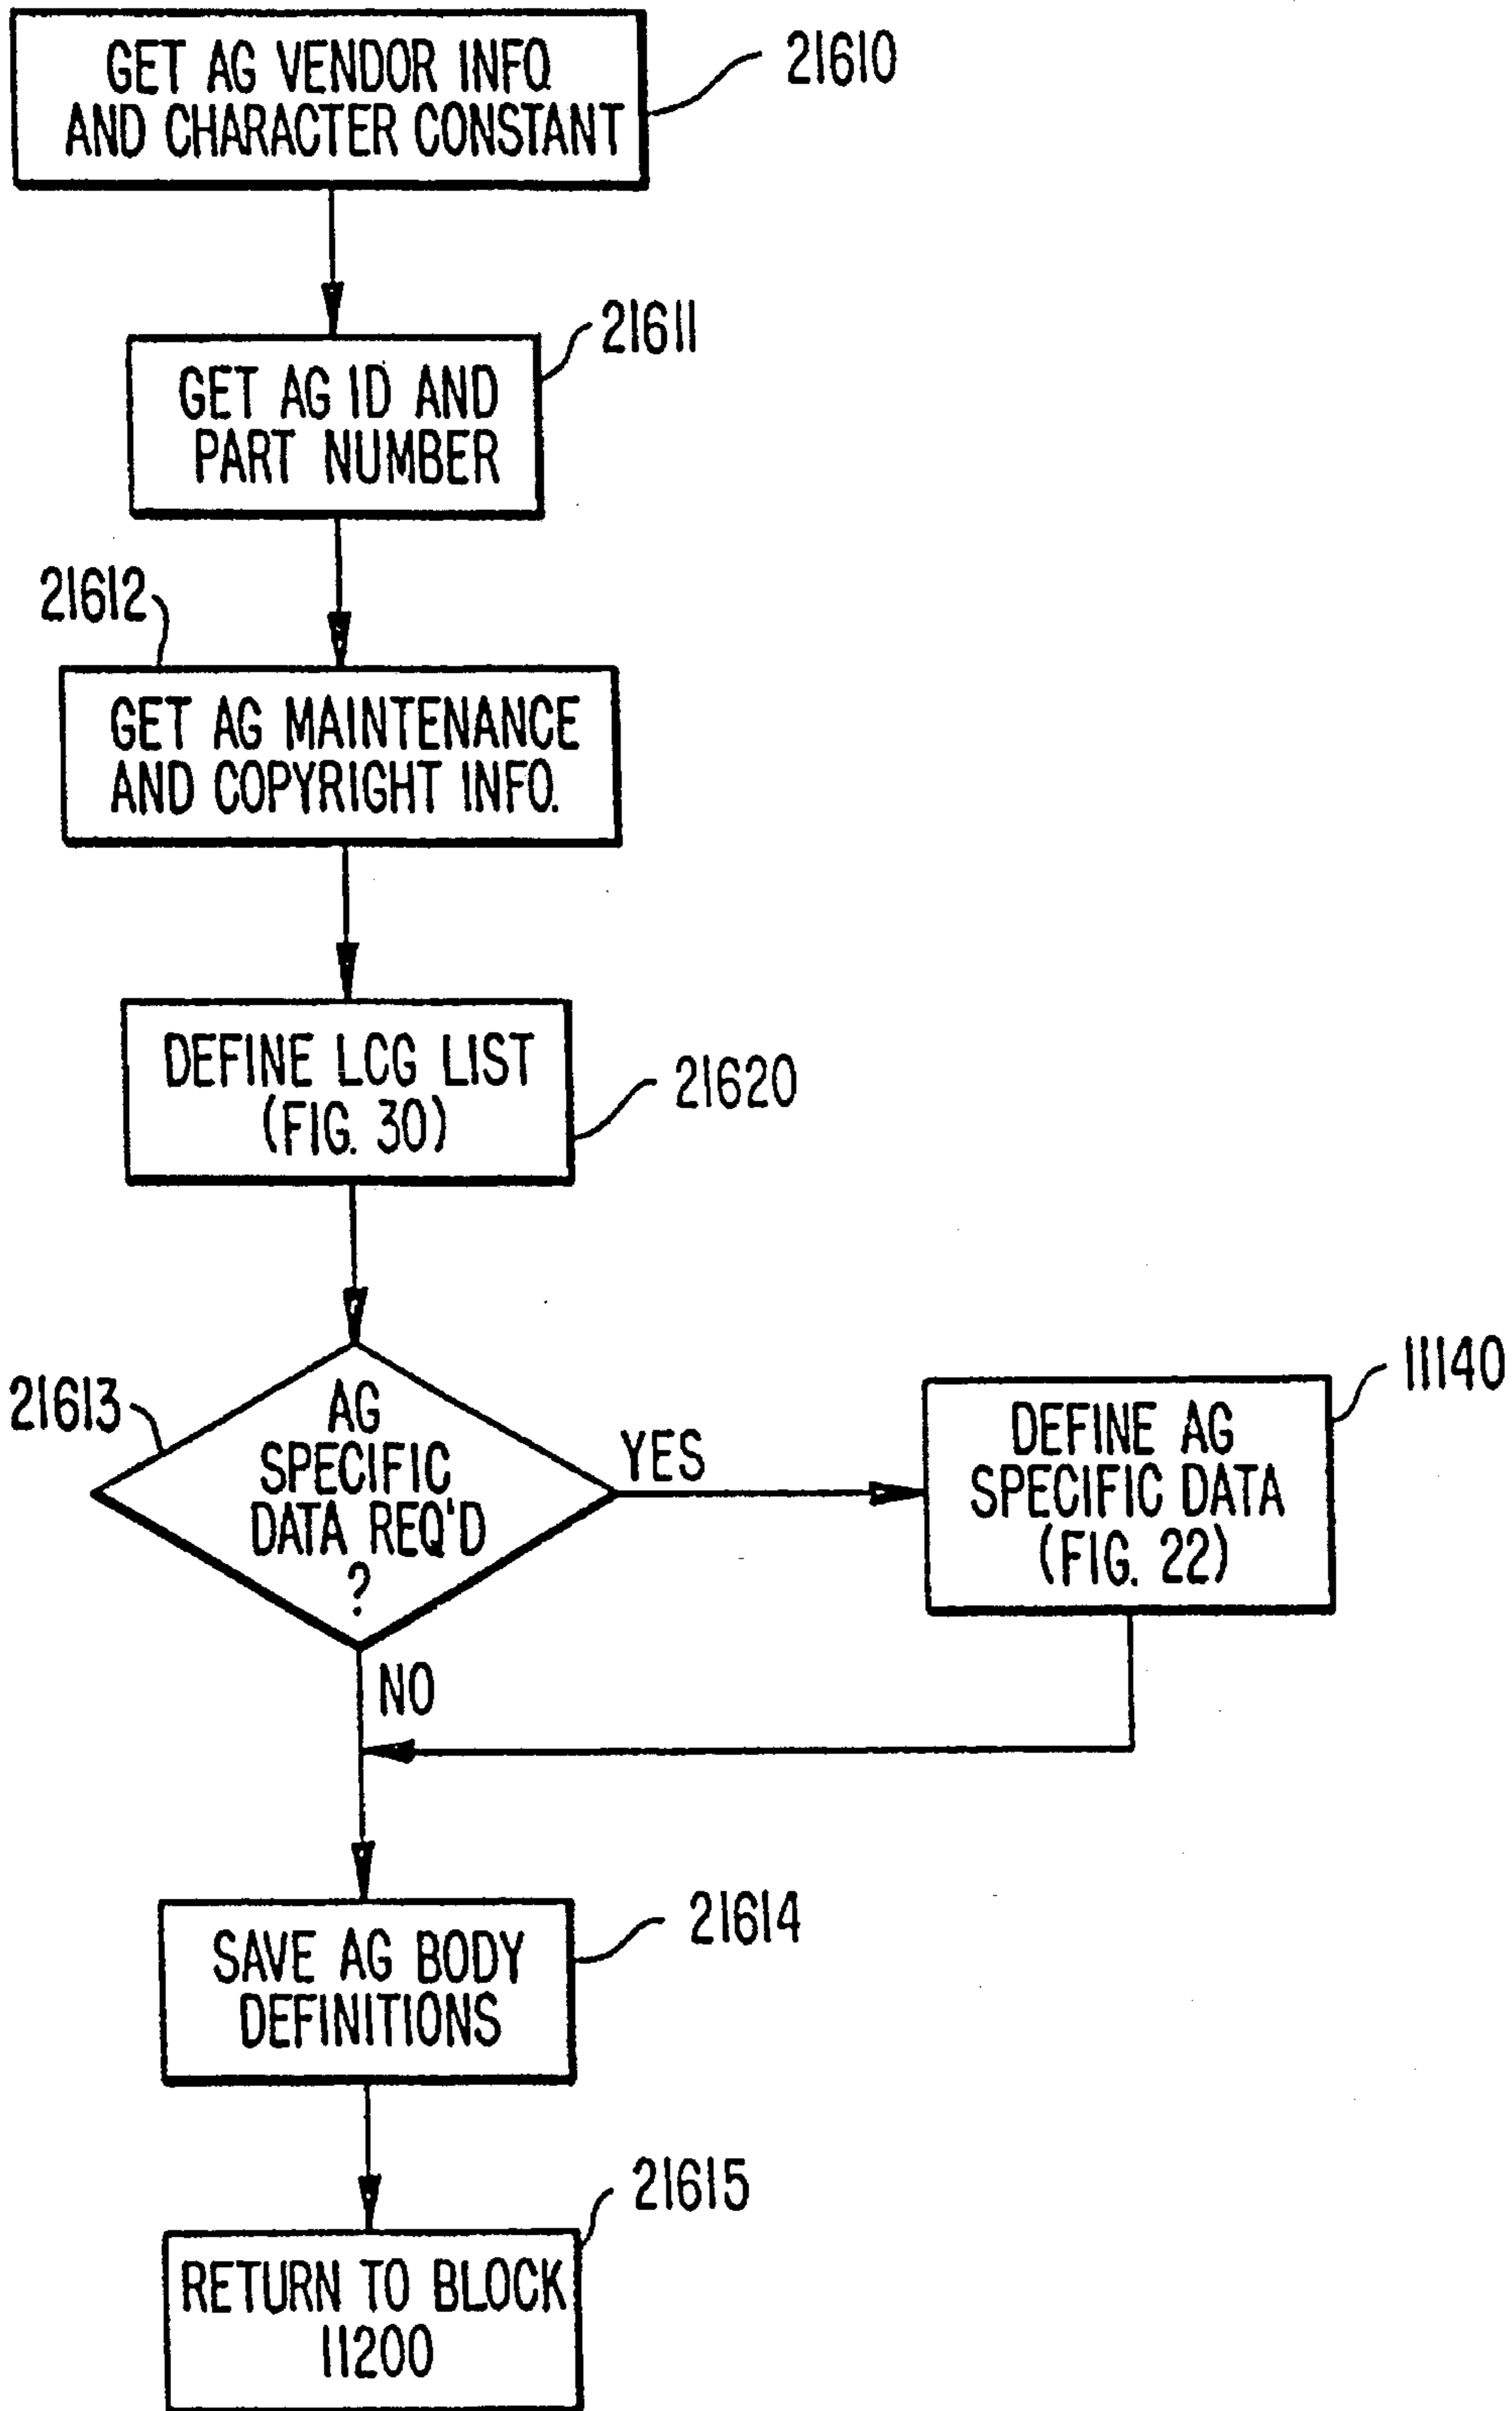 GET AG VENDOR INFO.
AND CHARACTER CONSTANT
21610
GET AG ID AND
PART NUMBER
21611
21612
GET AG MAINTENANCE
AND COPYRIGHT INFO.
DEFINE LCG LIST
(FIG. 30)
21620
21613
AG
SPECIFIC
DATA REQ'D
?
YES
DEFINE AG
SPECIFIC DATA
(FIG. 22)
11140
NO
SAVE AG BODY
DEFINITIONS
21614
RETURN TO BLOCK
11200
21615